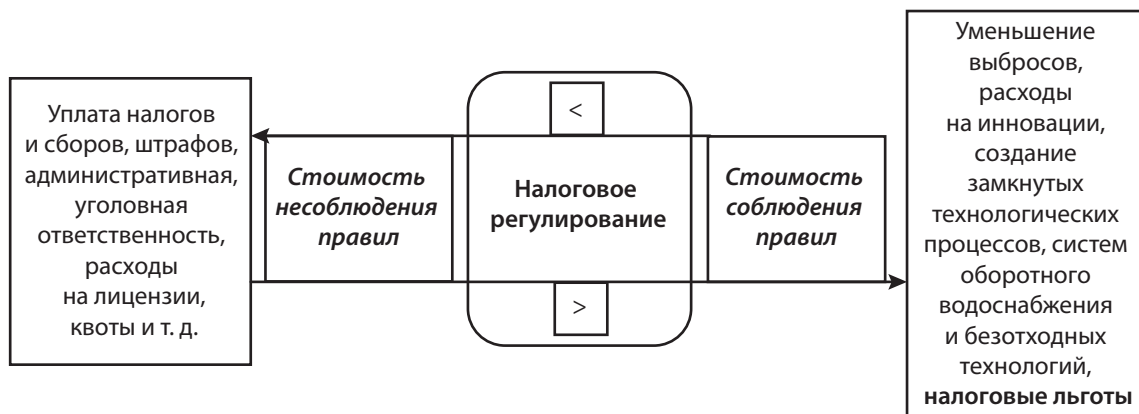 Уплата налогов
и сборов, штрафов,
административная,
уголовная
ответственность,
расходы
на лицензии,
квоты и т. д.
Стоимость
несоблюдения
правил
<
Налоговое
регулирование
>
Стоимость
соблюдения
правил
Уменьшение
выбросов,
расходы
на инновации,
создание
замкнутых
технологических
процессов, систем
оборотного
водоснабжения
и безотходных
технологий,
налоговые льготы